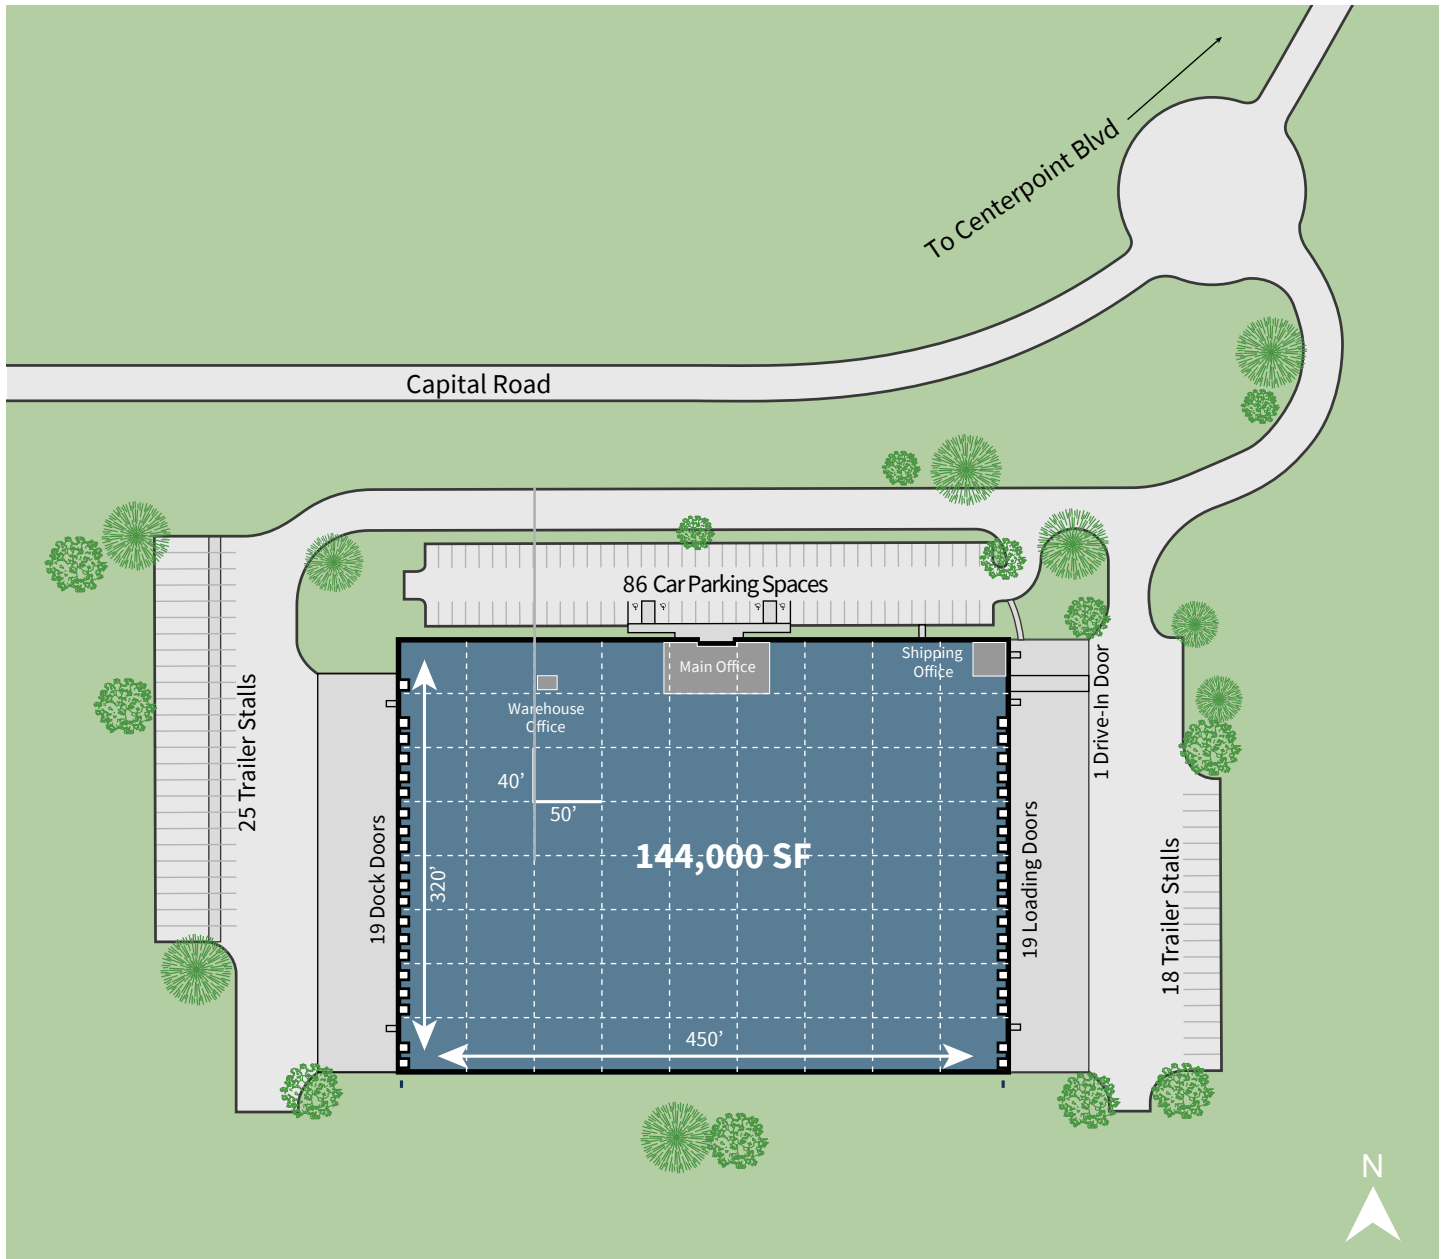 To Centerpoint Blvd
Capital Road
86 Car Parking Spaces
Main Office
Shipping
Office
Warehouse
Office
25 Trailer Stalls
1 Drive-In Door
40’
50’
144,000 SF
19 Dock Doors
320’
19 Loading Doors
18 Trailer Stalls
450’
N